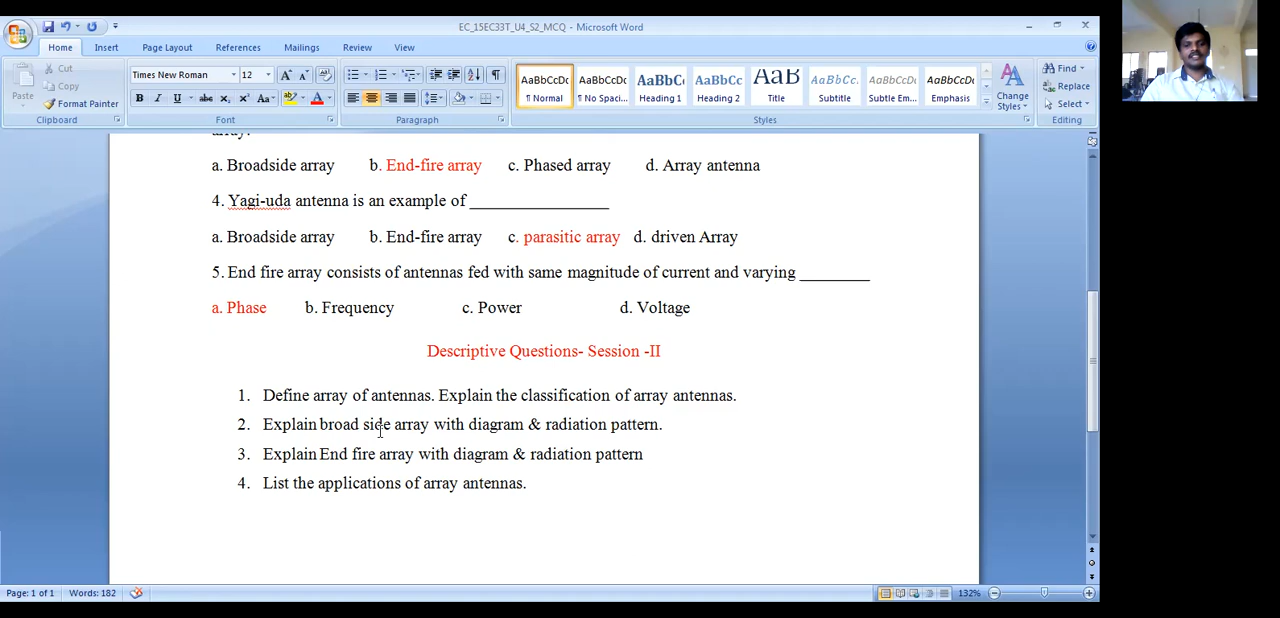 EC_15EC33T_U4_S2_MCQ - Microsoft Word
Home Insert Page Layout References Mailings Review View
Paste
Cut
Copy
Format Painter
Clipboard
Times New Roman 12
Font
Paragraph
AaBbCcDc AaBbCcDc AaBbC AaBbCc AaB AaBbCc. AaBbCcDc AaBbCcDc
¶ Normal ¶ No Spaci... Heading 1 Heading 2 Title Subtitle Subtle Em... Emphasis
Styles
Change Styles
Find
Replace
Select
Editing
array.
a. Broadside array b. End-fire array c. Phased array d. Array antenna
4. Yagi-uda antenna is an example of ________________
a. Broadside array b. End-fire array c. parasitic array d. driven Array
5. End fire array consists of antennas fed with same magnitude of current and varying ________
a. Phase b. Frequency c. Power d. Voltage
Descriptive Questions- Session -II
1. Define array of antennas. Explain the classification of array antennas.
2. Explain broad side array with diagram & radiation pattern.
3. Explain End fire array with diagram & radiation pattern
4. List the applications of array antennas.
Page: 1 of 1 Words: 182 132%